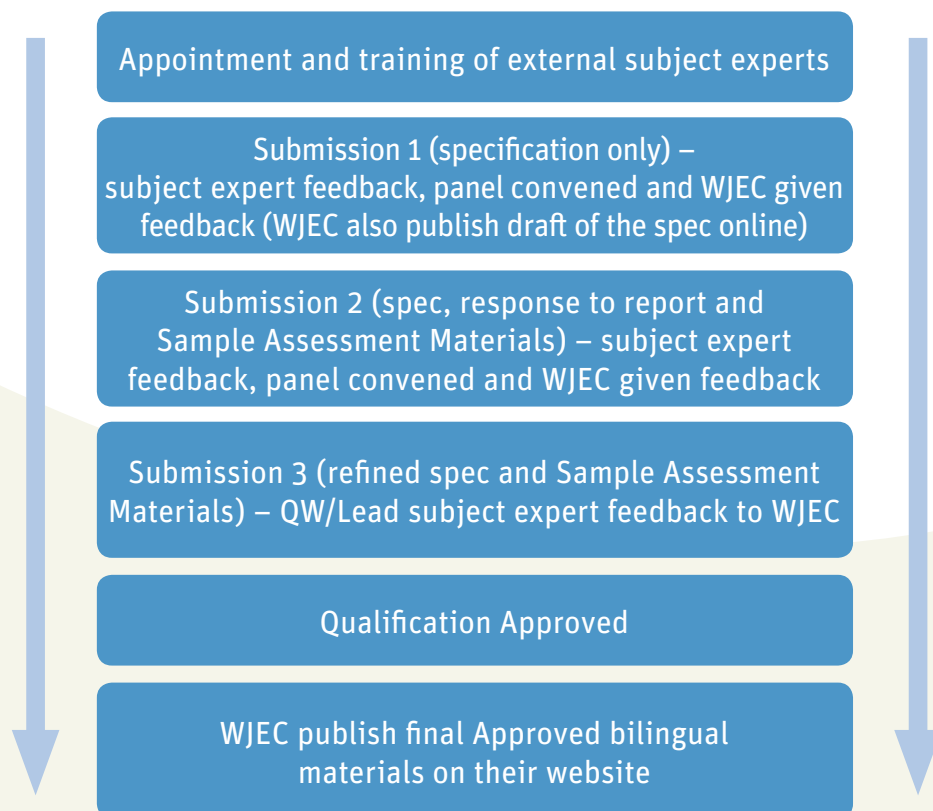 Appointment and training of external subject experts
Submission 1 (specification only) –
subject expert feedback, panel convened and WJEC given
feedback (WJEC also publish draft of the spec online)
Submission 2 (spec, response to report and
Sample Assessment Materials) – subject expert
feedback, panel convened and WJEC given feedback
Submission 3 (refined spec and Sample Assessment
Materials) – QW/Lead subject expert feedback to WJEC
Qualification Approved
WJEC publish final Approved bilingual
materials on their website